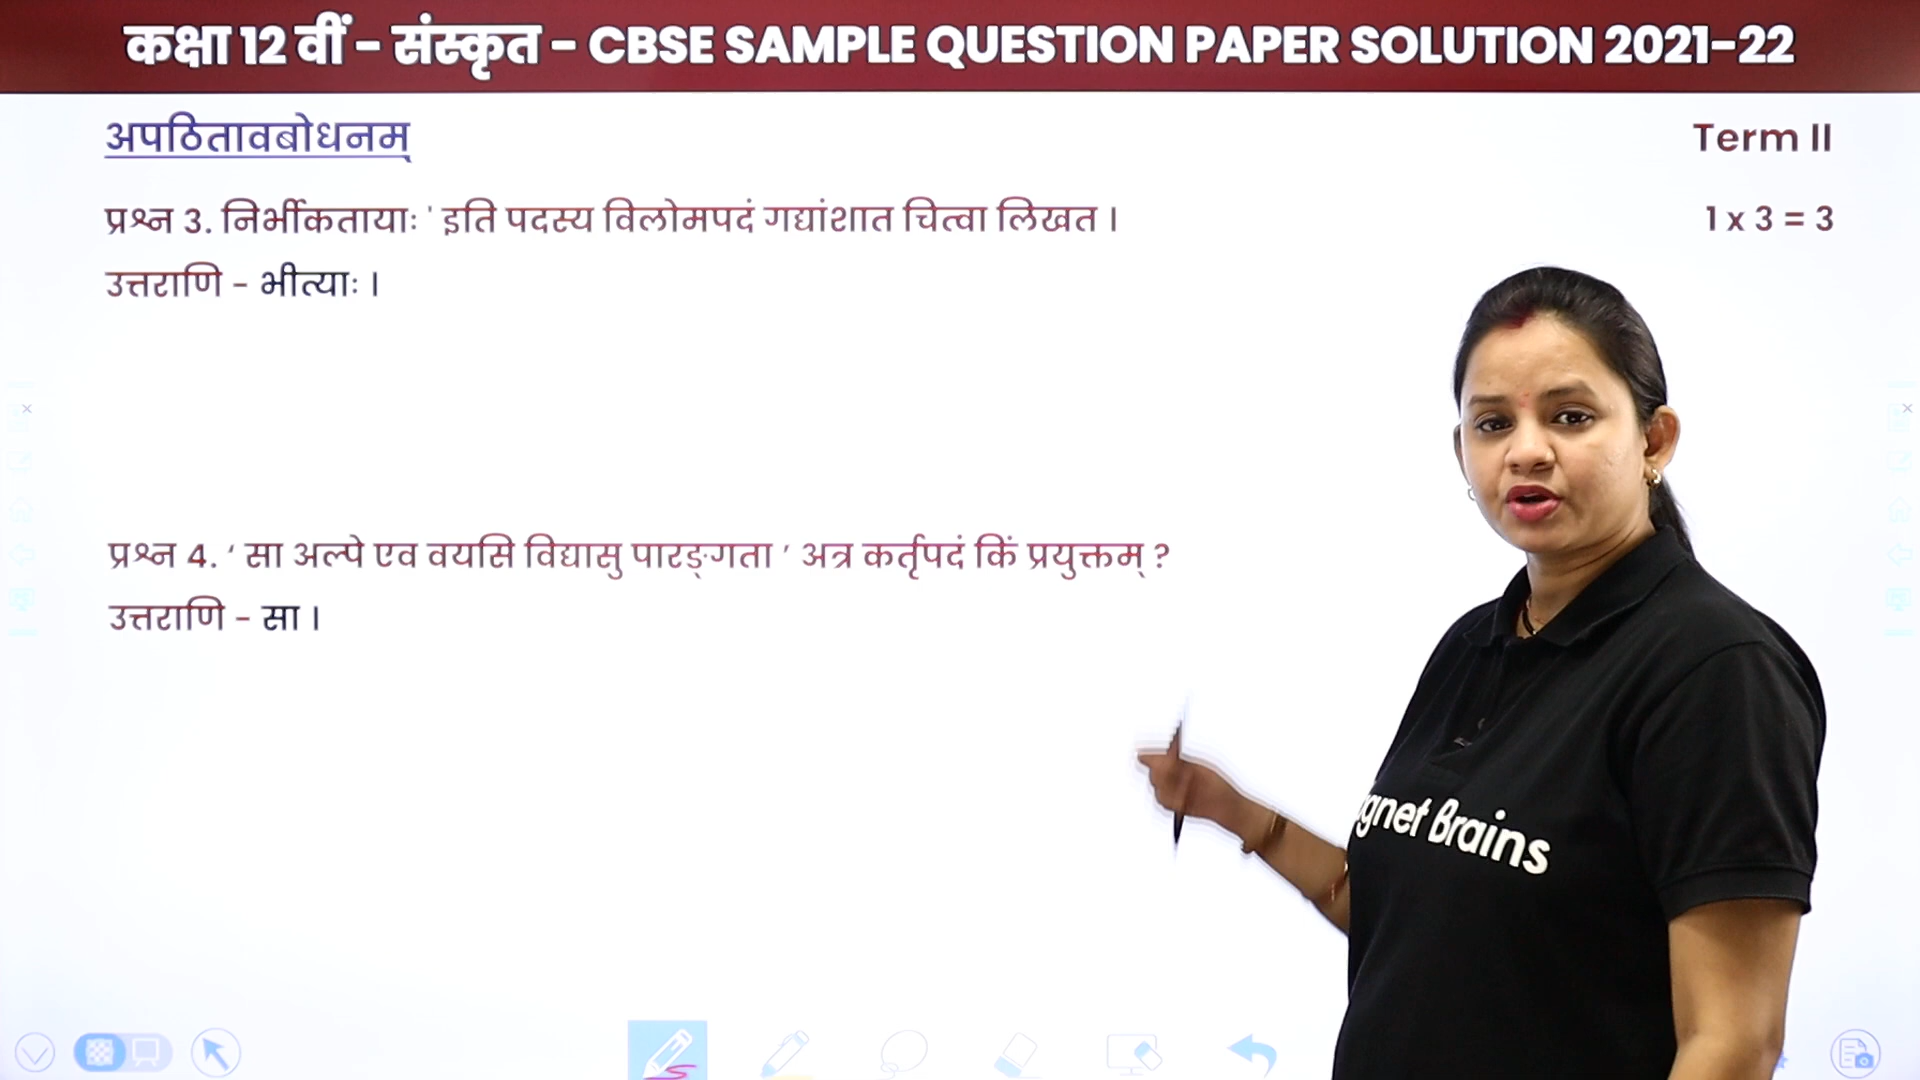 कक्षा 12 वीं - संस्कृत - CBSE SAMPLE QUESTION PAPER SOLUTION 2021-22
अपठितावबोधनम्
Term II
प्रश्न 3. निर्भीकतायाः ' इति पदस्य विलोमपदं गद्यांशात चित्वा लिखत ।
1 x 3 = 3
उत्तराणि - भीत्याः ।
प्रश्न 4. ‘ सा अल्पे एव वयसि विद्यासु पारङ्गता ’ अत्र कर्तृपदं किं प्रयुक्तम् ?
उत्तराणि - सा ।
gnet Brains